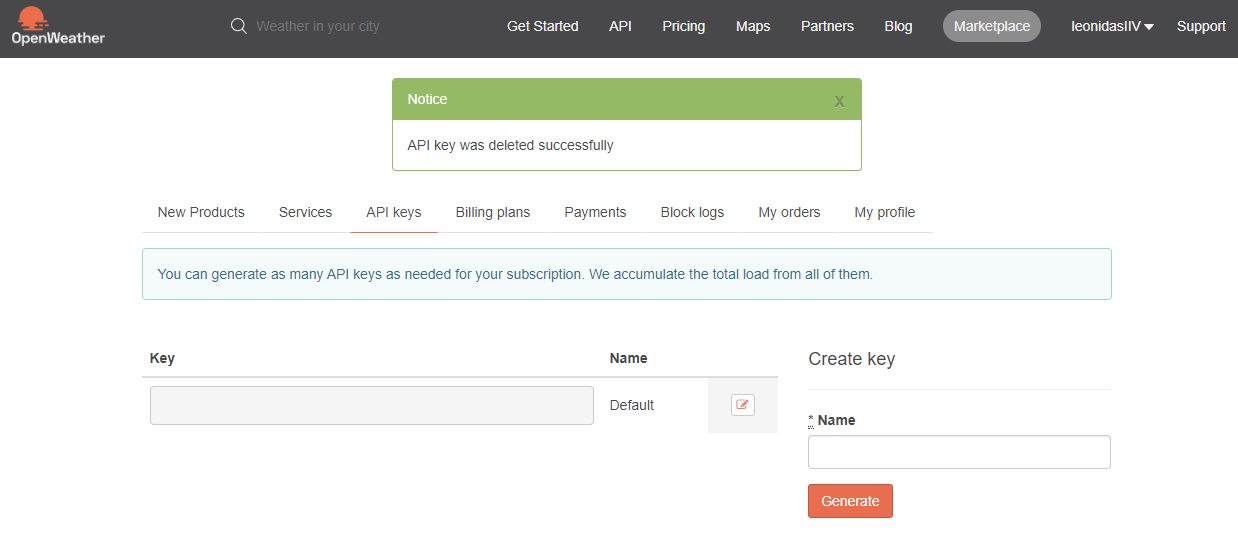 OpenWeather
Weather in your city
Get Started API Pricing Maps Partners Blog Marketplace leonidasIIV Support
Notice x
API key was deleted successfully
New Products Services API keys Billing plans Payments Block logs My orders My profile
You can generate as many API keys as needed for your subscription. We accumulate the total load from all of them.
Key Name
Default
Create key
* Name
Generate